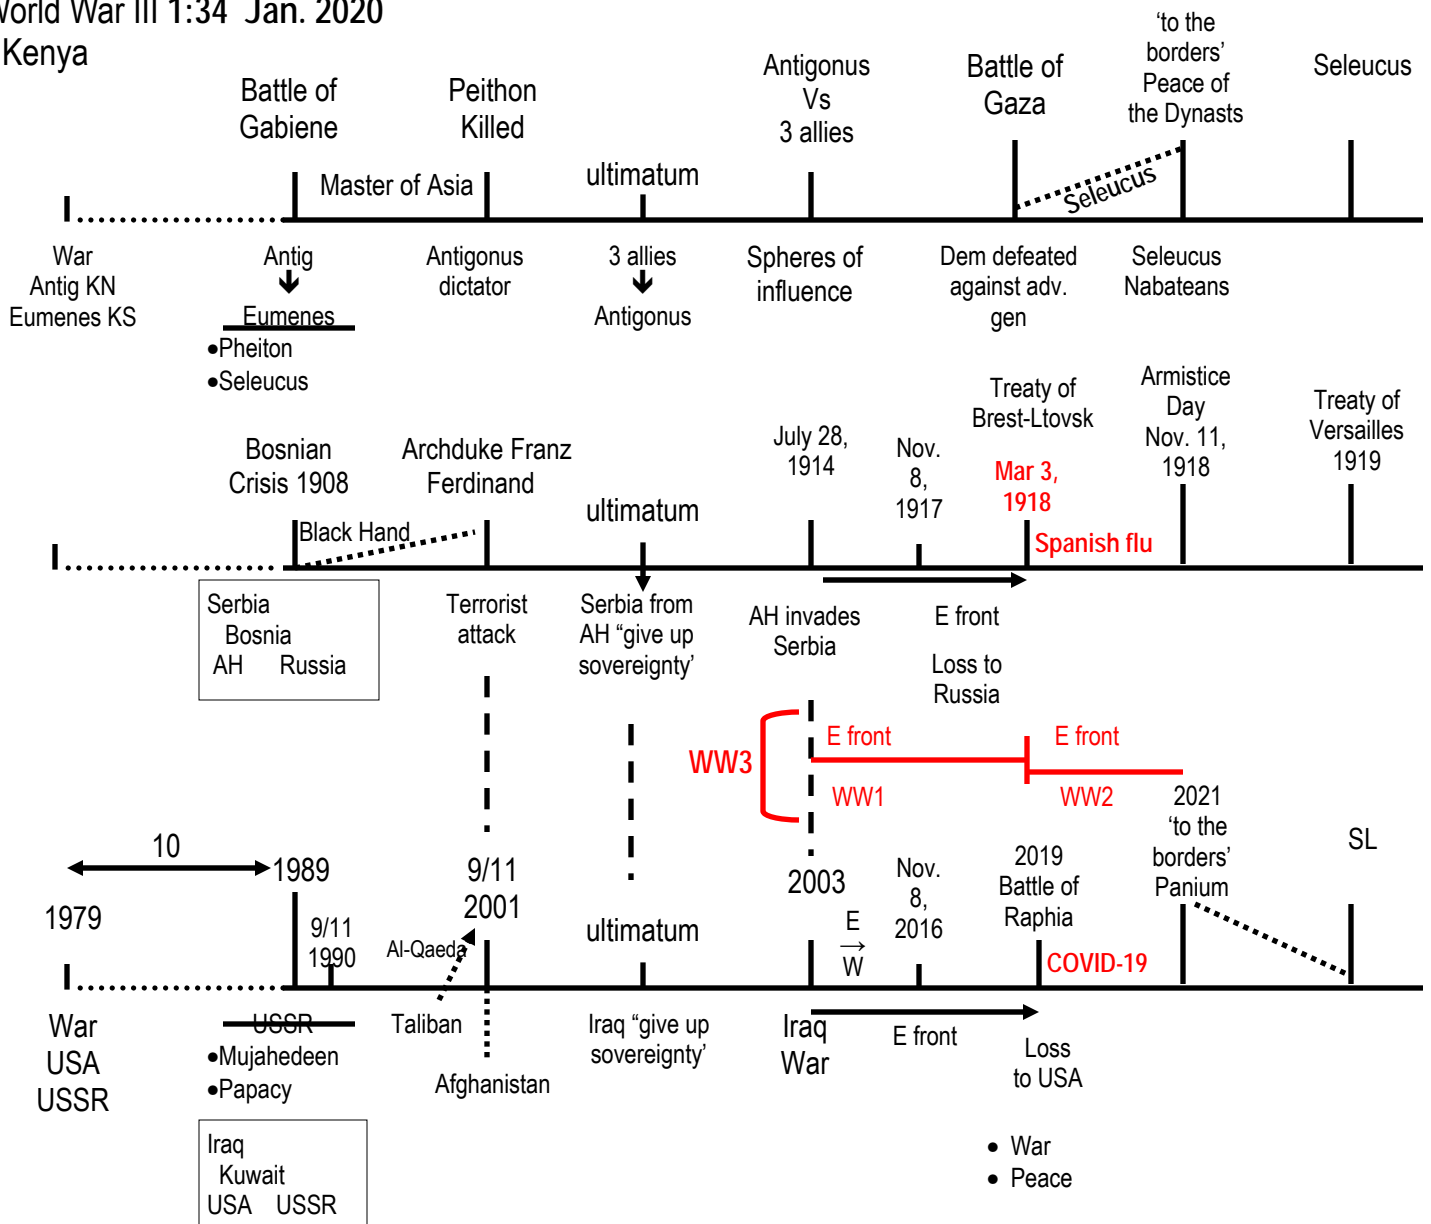 World War III 1:34 Jan. 2020
Kenya
Battle of
Gabiene
Peithon
Killed
Antigonus
Vs
3 allies
Battle of
Gaza
'to the
borders'
Peace of
the Dynasts
Seleucus
Master of Asia
ultimatum
Seleucus
War
Antig KN
Eumenes KS
Antig
Eumenes
•Pheiton
•Seleucus
Antigonus
dictator
3 allies
Antigonus
Spheres of
influence
Dem defeated
against adv.
gen
Seleucus
Nabateans
Bosnian
Crisis 1908
Archduke Franz
Ferdinand
ultimatum
July 28,
1914
Nov.
8,
1917
Treaty of
Brest-Ltovsk
Mar 3,
1918
Armistice
Day
Nov. 11,
1918
Treaty of
Versailles
1919
Black Hand
Spanish flu
Serbia
Bosnia
AH Russia
Terrorist
attack
Serbia from
AH “give up
sovereignty’
AH invades
Serbia
E front
Loss to
Russia
WW3
E front
WW1
E front
WW2
10
1979
1989
9/11
1990
Al-Qaeda
9/11
2001
ultimatum
2003
E
→
W
Nov.
8,
2016
2019
Battle of
Raphia
COVID-19
2021
‘to the
borders’
Panium
SL
War
USA
USSR
USSR
•Mujahedeen
•Papacy
Taliban
Afghanistan
Iraq “give up
sovereignty’
Iraq
War
E front
Loss
to USA
Iraq
Kuwait
USA USSR
• War
• Peace